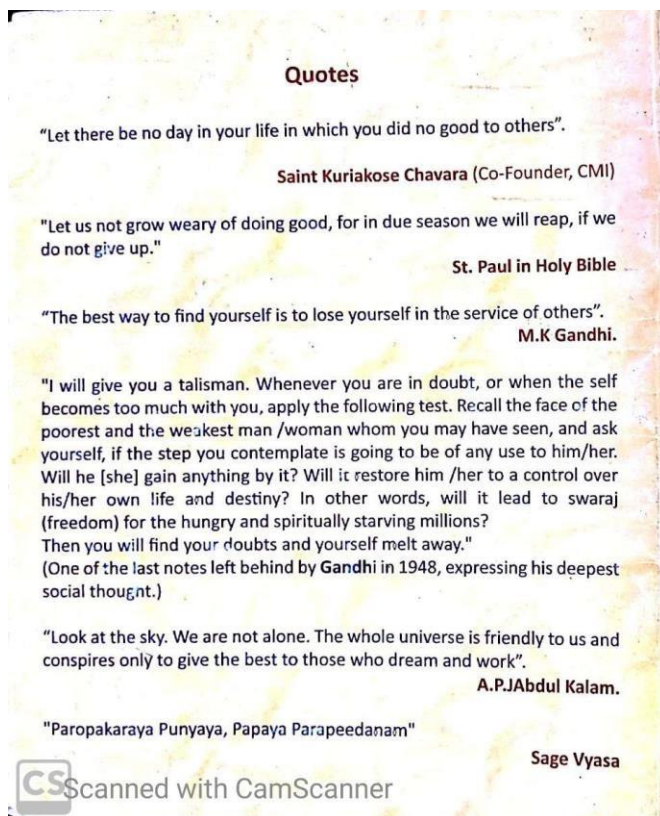 Quotes
“Let there be no day in your life in which you did no good to others”.
Saint Kuriakose Chavara (Co-Founder, CMI)
"Let us not grow weary of doing good, for in due season we will reap, if we
do not give up."
St. Paul in Holy Bible
“The best way to find yourself is to lose yourself in the service of others”.
M.K Gandhi.
"I will give you a talisman. Whenever you are in doubt, or when the self
becomes too much with you, apply the following test. Recall the face of the
poorest and the weakest man /woman whom you may have seen, and ask
yourself, if the step you contemplate is going to be of any use to him/her.
Will he [she] gain anything by it? Will it restore him /her to a control over
his/her own life and destiny? In other words, will it lead to swaraj
(freedom) for the hungry and spiritually starving millions?
Then you will find your doubts and yourself melt away."
(One of the last notes left behind by Gandhi in 1948, expressing his deepest
social thought.)
“Look at the sky. We are not alone. The whole universe is friendly to us and
conspires only to give the best to those who dream and work”.
A.P.JAbdul Kalam.
"Paropakaraya Punyaya, Papaya Parapeedanam"
Sage Vyasa
CS Scanned with CamScanner